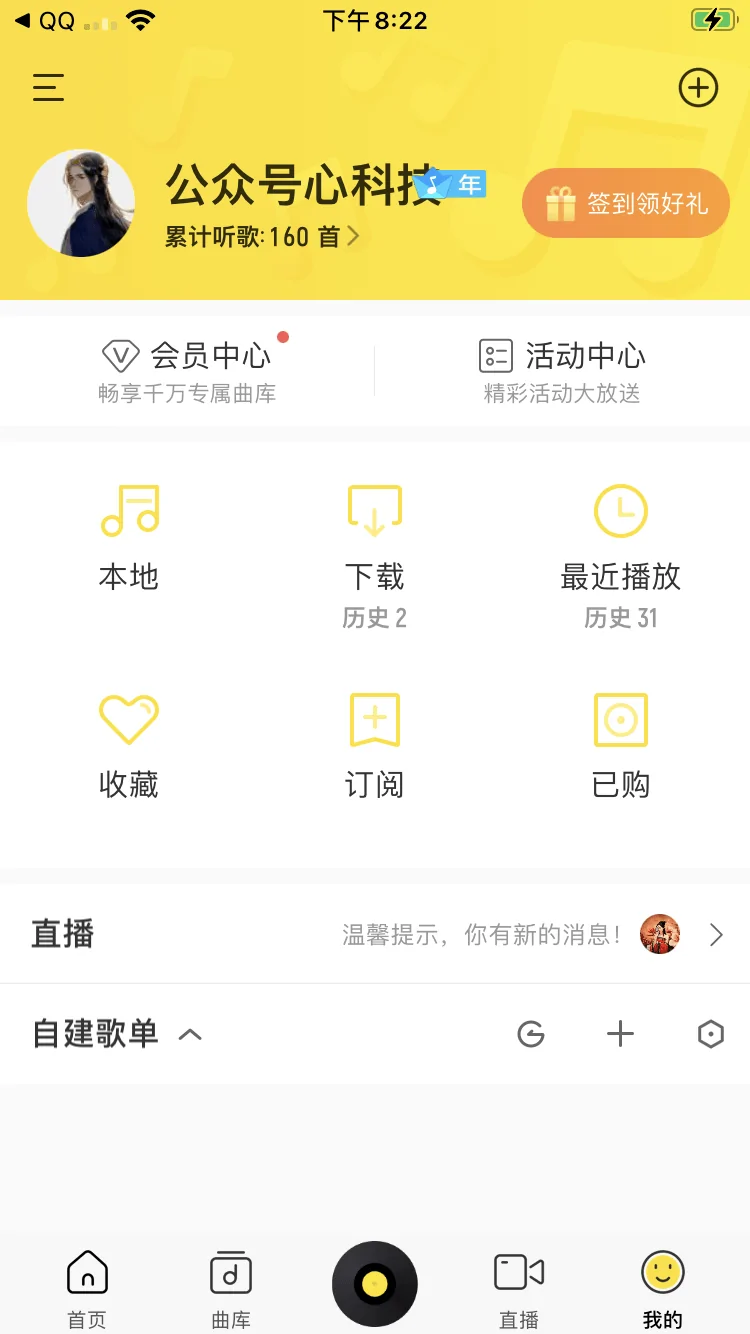 QQ 下午8:22
公众号心科技 年
签到领好礼
累计听歌:160 首
会员中心 活动中心
畅享千万专属曲库 精彩活动大放送
本地 下载 最近播放
历史 2 历史 31
收藏 订阅 已购
直播 温馨提示，你有新的消息！
自建歌单
首页 曲库 直播 我的